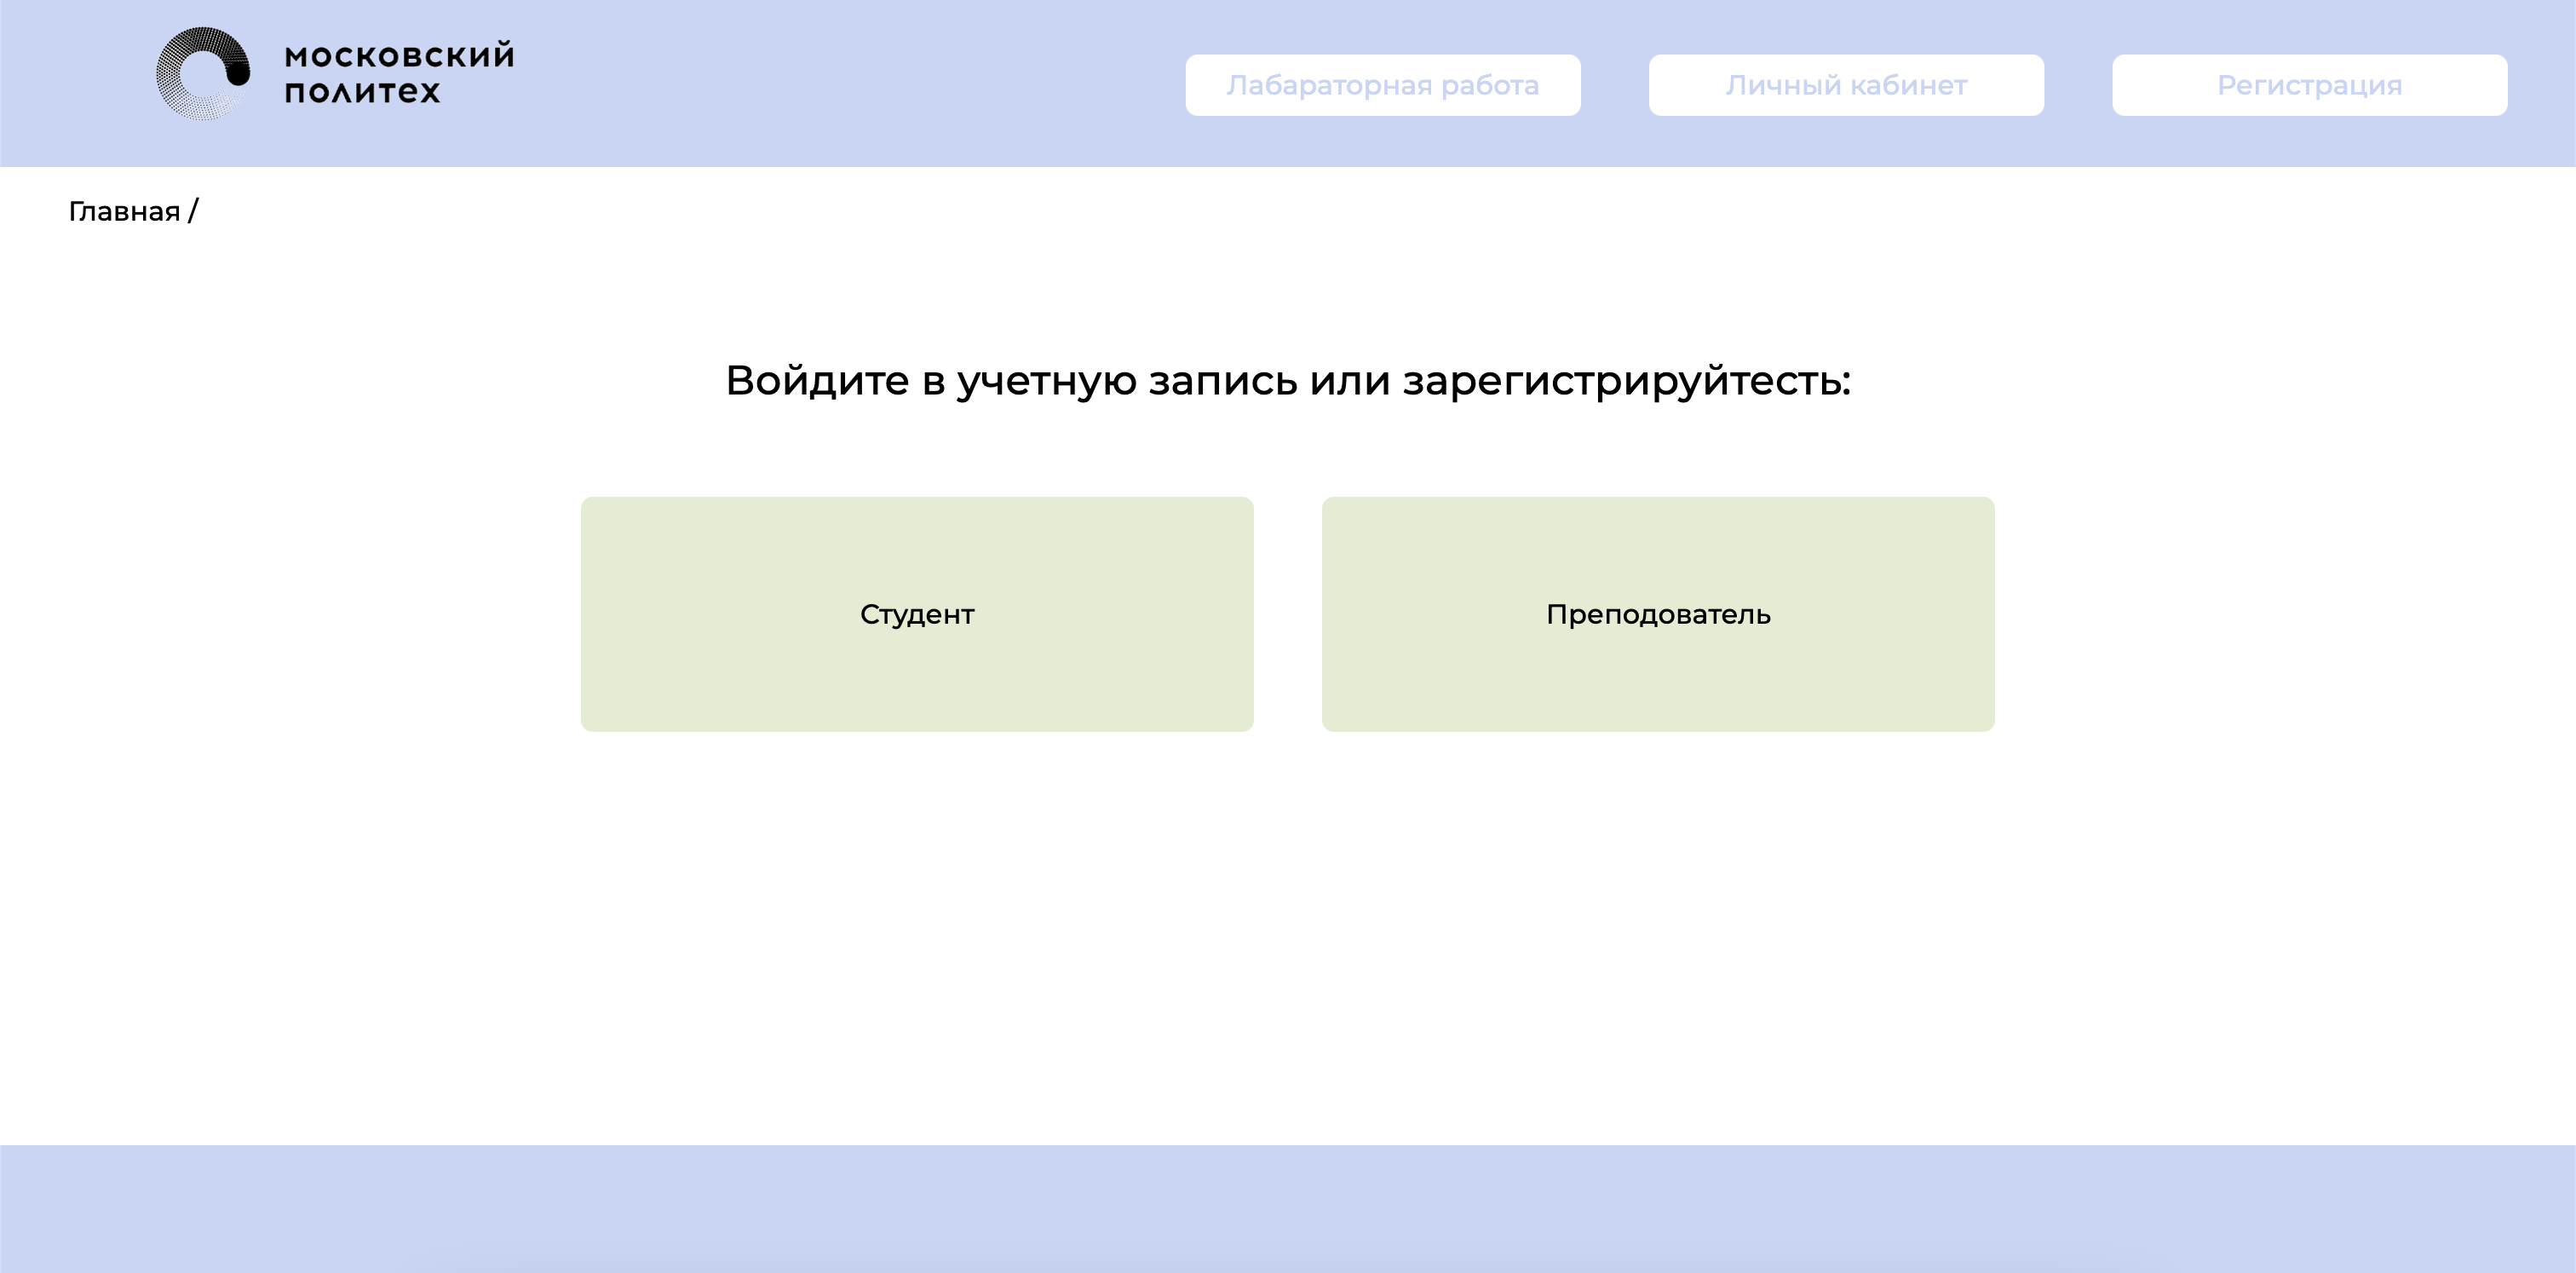 московский
политех
Лабараторная работа
Личный кабинет
Регистрация
Главная /
Войдите в учетную запись или зарегистрируйтесть:
Студент
Преподователь